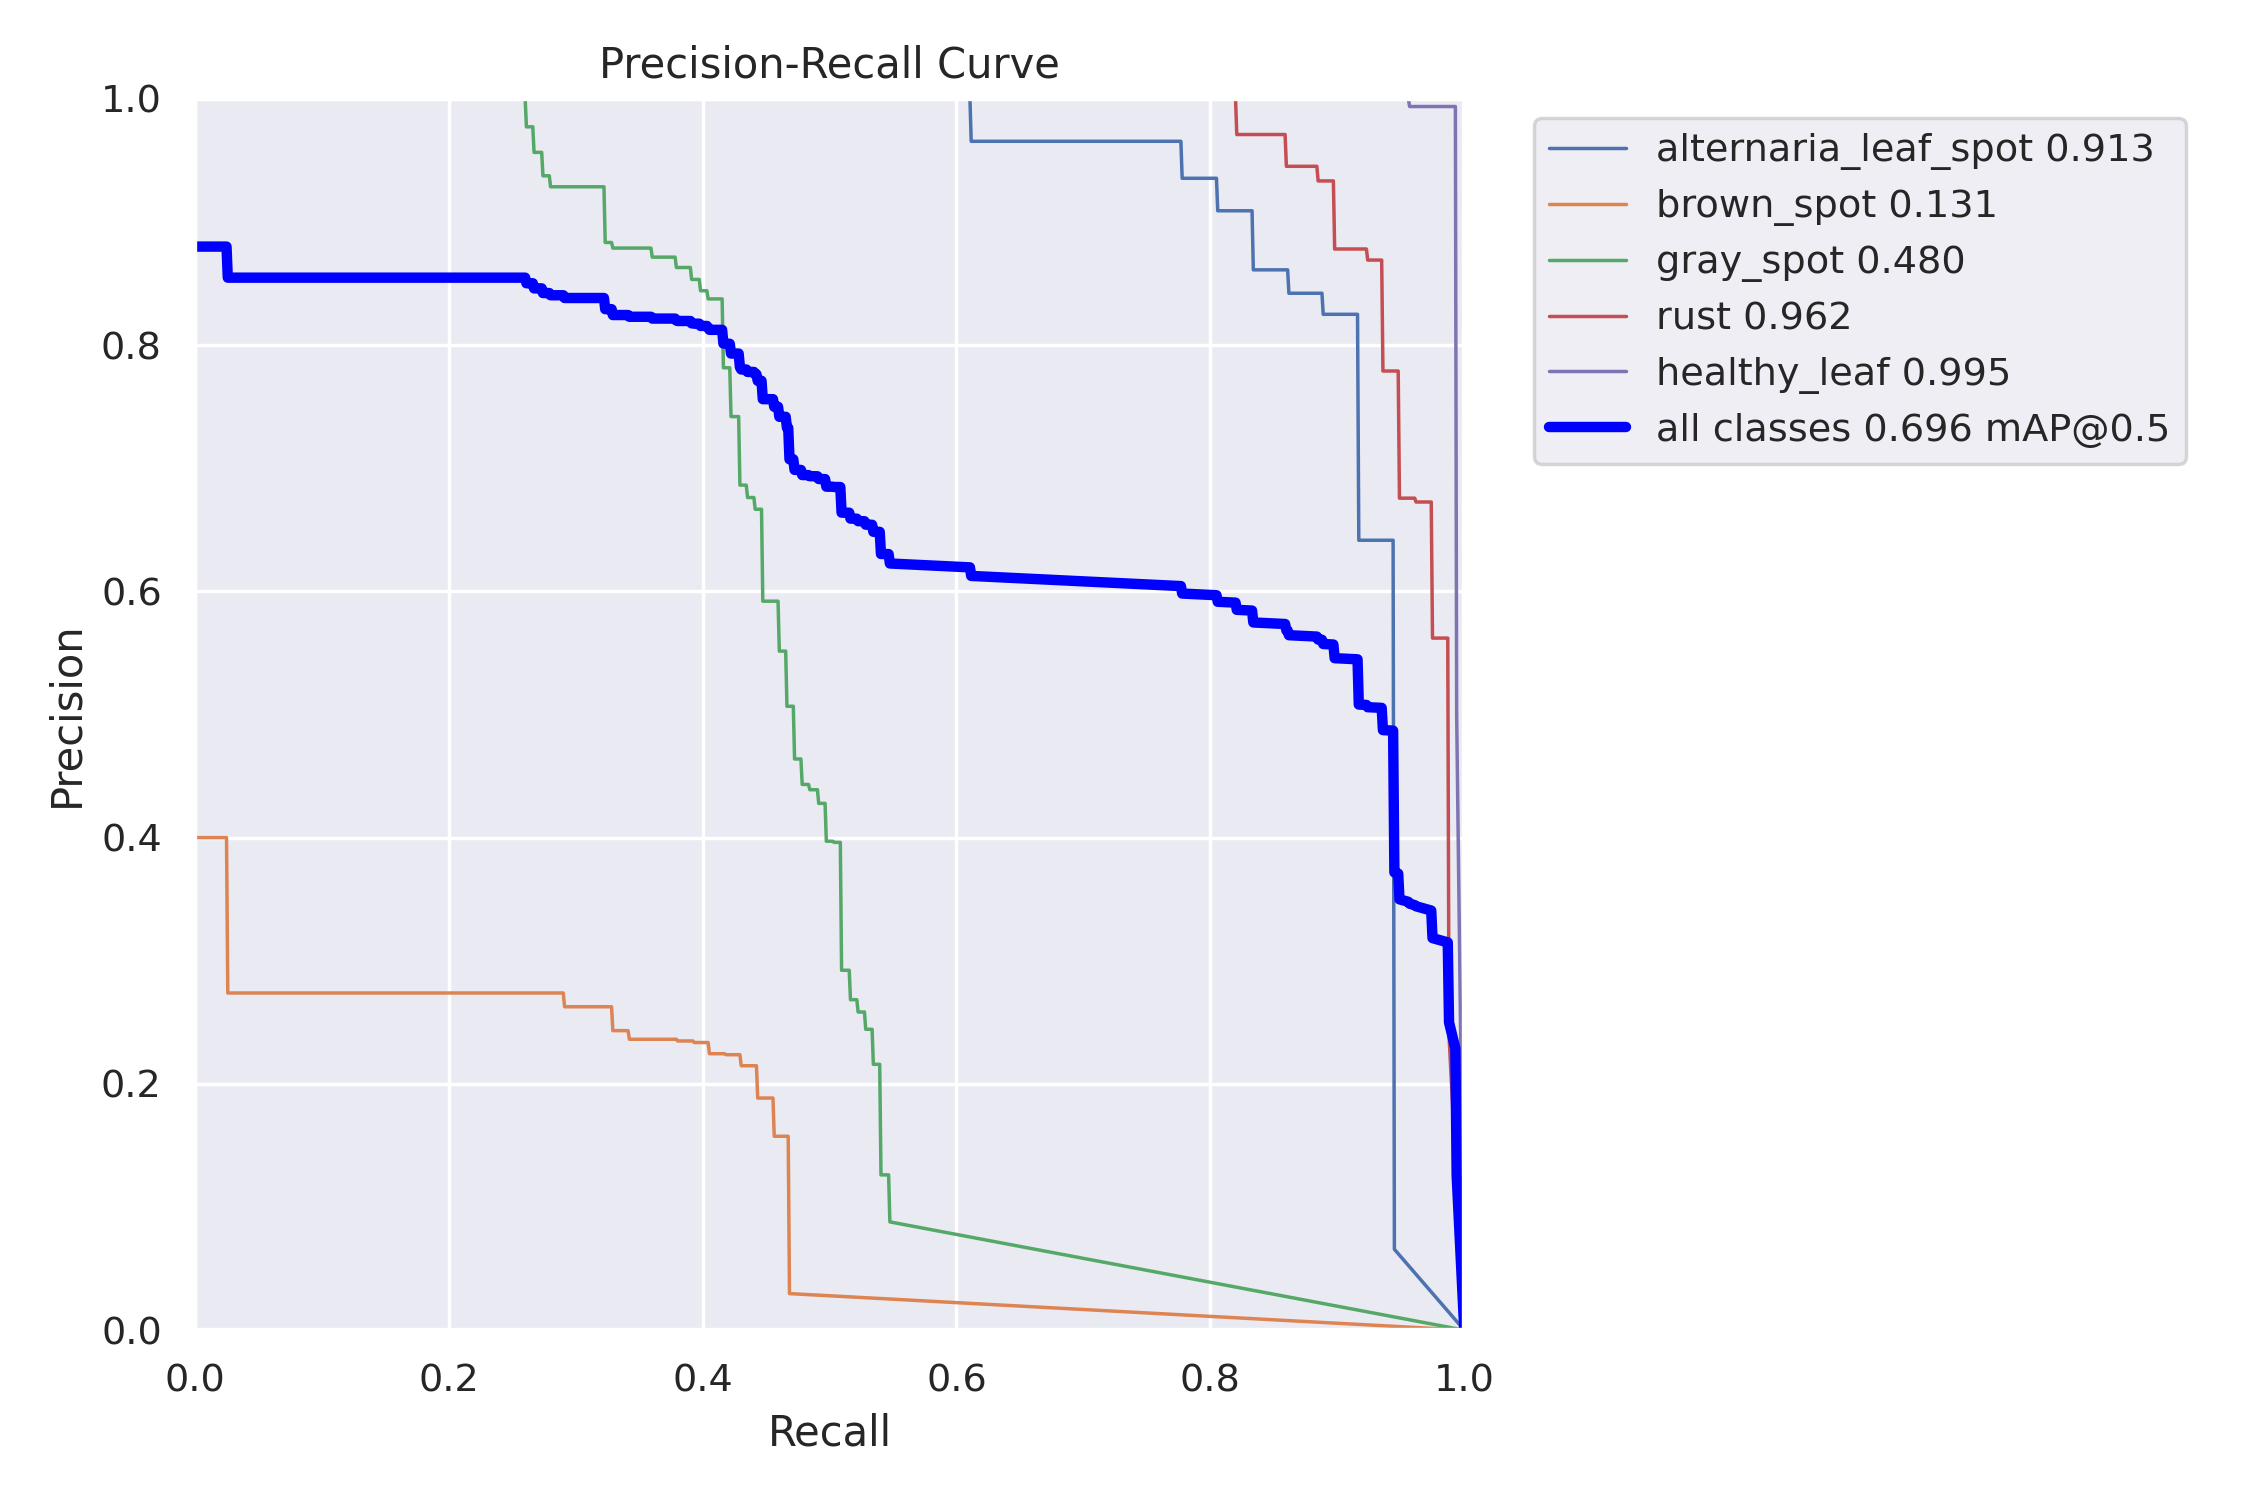 Precision-Recall Curve
1.0
0.8
0.6
0.4
0.2
0.0
Precision
0.0 0.2 0.4 0.6 0.8 1.0
Recall
alternaria_leaf_spot 0.913
brown_spot 0.131
gray_spot 0.480
rust 0.962
healthy_leaf 0.995
all classes 0.696 mAP@0.5